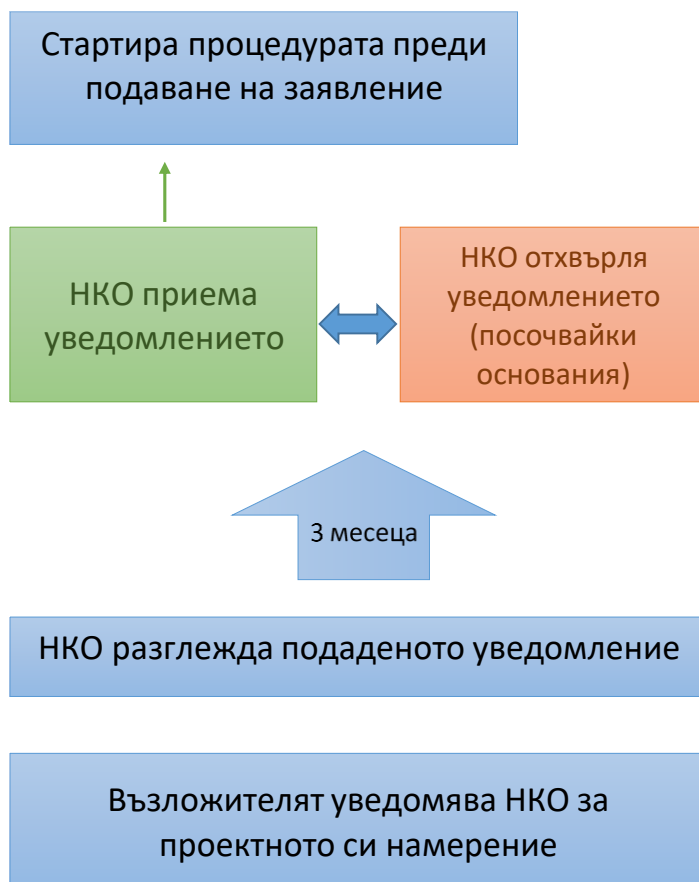 Стартира процедурата преди
подаване на заявление
НКО приема
уведомлението
НКО отхвърля
уведомлението
(посочвайки
основания)
3 месеца
НКО разглежда подаденото уведомление
Възложителят уведомява НКО за
проектното си намерение